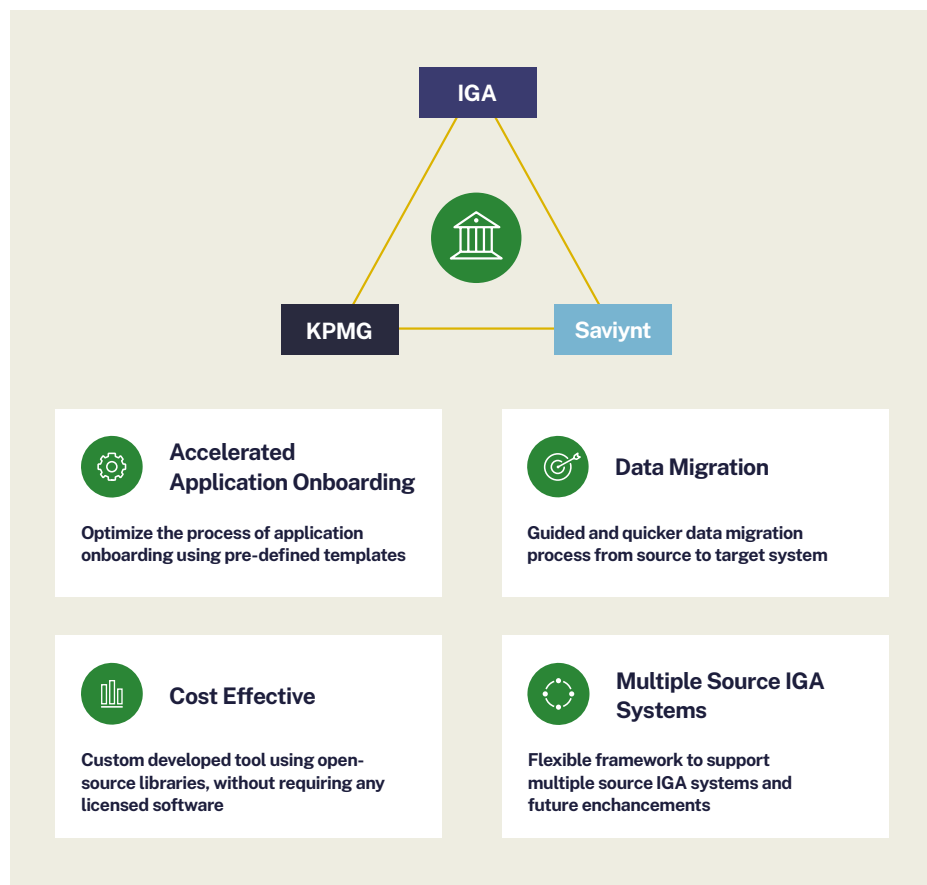 IGA
KPMG
Saviynt
Accelerated
Application Onboarding
Optimize the process of application
onboarding using pre-defined templates
Data Migration
Guided and quicker data migration
process from source to target system
Cost Effective
Custom developed tool using open-
source libraries, without requiring any
licensed software
Multiple Source IGA
Systems
Flexible framework to support
multiple source IGA systems and
future enchancements